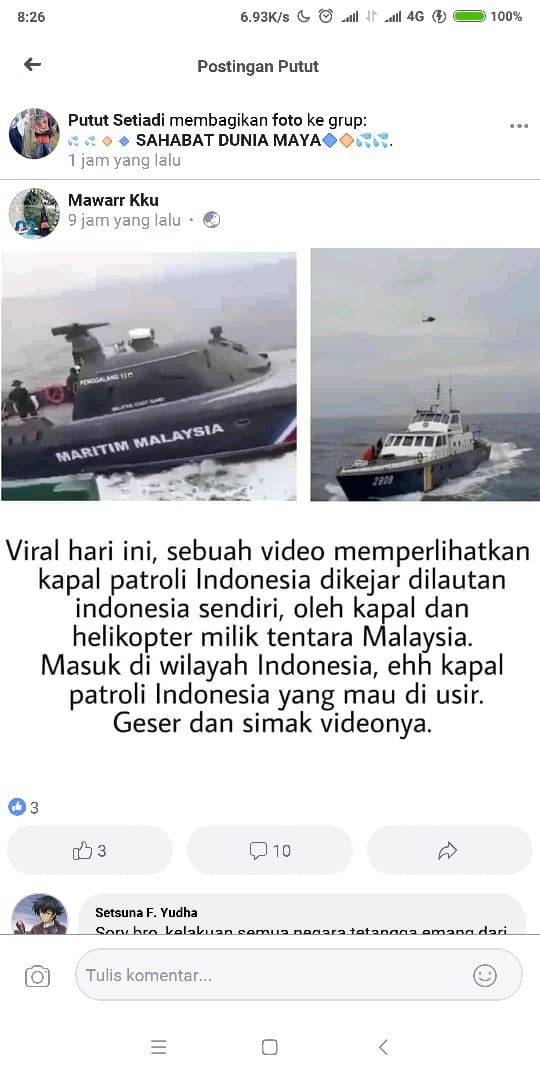 8:26
6.93K/s 4G 100%
Postingan Putut
Putut Setiadi membagikan foto ke grup:
💦 💦 🔸 🔹 SAHABAT DUNIA MAYA🔷🔶💦💦.
1 jam yang lalu
Mawarr Kku
9 jam yang lalu ·
PENGGALANG 13
MALAYSIA COAST GUARD
MARITIM MALAYSIA
2808
Viral hari ini, sebuah video memperlihatkan
kapal patroli Indonesia dikejar dilautan
indonesia sendiri, oleh kapal dan
helikopter milik tentara Malaysia.
Masuk di wilayah Indonesia, ehh kapal
patroli Indonesia yang mau di usir.
Geser dan simak videonya.
3
3
10
Setsuna F. Yudha
Sory bro, kelakuan semua negara tetangga emang dari
Tulis komentar...